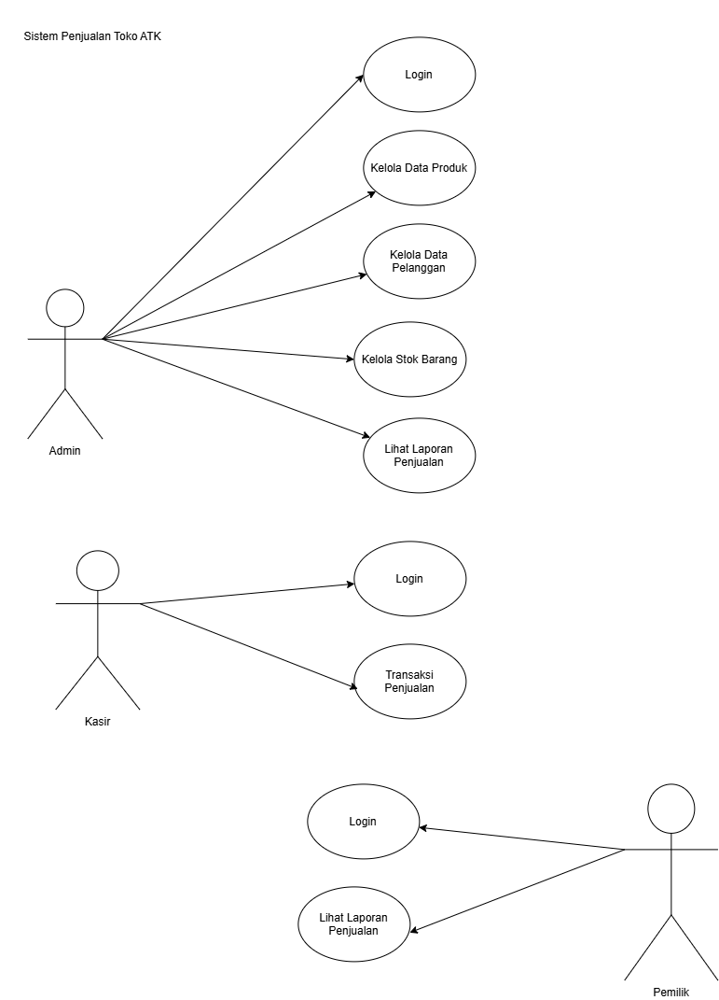 Sistem Penjualan Toko ATK
Login
Kelola Data Produk
Kelola Data
Pelanggan
Kelola Stok Barang
Lihat Laporan
Penjualan
Admin
Login
Transaksi
Penjualan
Kasir
Login
Lihat Laporan
Penjualan
Pemilik